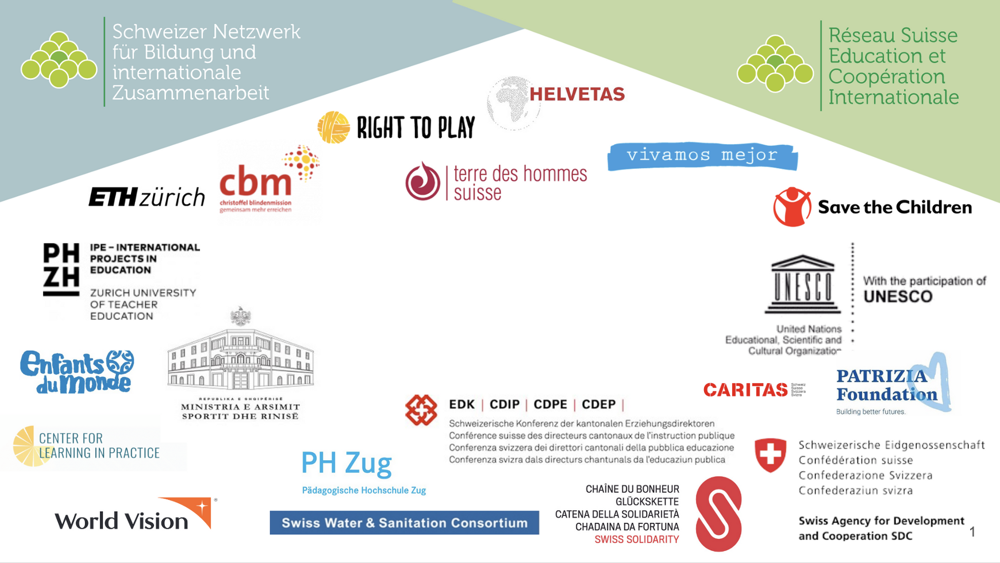 Schweizer Netzwerk
für Bildung und
internationale
Zusammenarbeit
Réseau Suisse
Education et
Coopération
Internationale
HELVETAS
RIGHT TO PLAY
vivamos mejor
cbm
christoffel blindenmission
gemeinsam mehr erreichen
terre des hommes
suisse
ETH zürich
Save the Children
PH
ZH
IPE – INTERNATIONAL
PROJECTS IN
EDUCATION
ZURICH UNIVERSITY
OF TEACHER
EDUCATION
UNESCO
With the participation of
UNESCO
United Nations
Educational, Scientific and
Cultural Organization
enfants
du monde
REPUBLIKA E SHQIPËRISË
MINISTRIA E ARSIMIT
SPORTIT DHE RINISË
CARITAS
Schweiz
Suisse
Svizzera
Svizra
PATRIZIA
Foundation
Building better futures.
EDK | CDIP | CDPE | CDEP |
Schweizerische Konferenz der kantonalen Erziehungsdirektoren
Conférence suisse des directeurs cantonaux de l'instruction publique
Conferenza svizzera dei direttori cantonali della pubblica educazione
Conferenza svizra dals directurs chantunals da l'educaziun publica
CENTER FOR
LEARNING IN PRACTICE
PH Zug
Pädagogische Hochschule Zug
Schweizerische Eidgenossenschaft
Confédération suisse
Confederazione Svizzera
Confederaziun svizra
Swiss Agency for Development
and Cooperation SDC
World Vision
®
Swiss Water & Sanitation Consortium
CHAÎNE DU BONHEUR
GLÜCKSKETTE
CATENA DELLA SOLIDARIETÀ
CHADAINA DA FORTUNA
SWISS SOLIDARITY
1